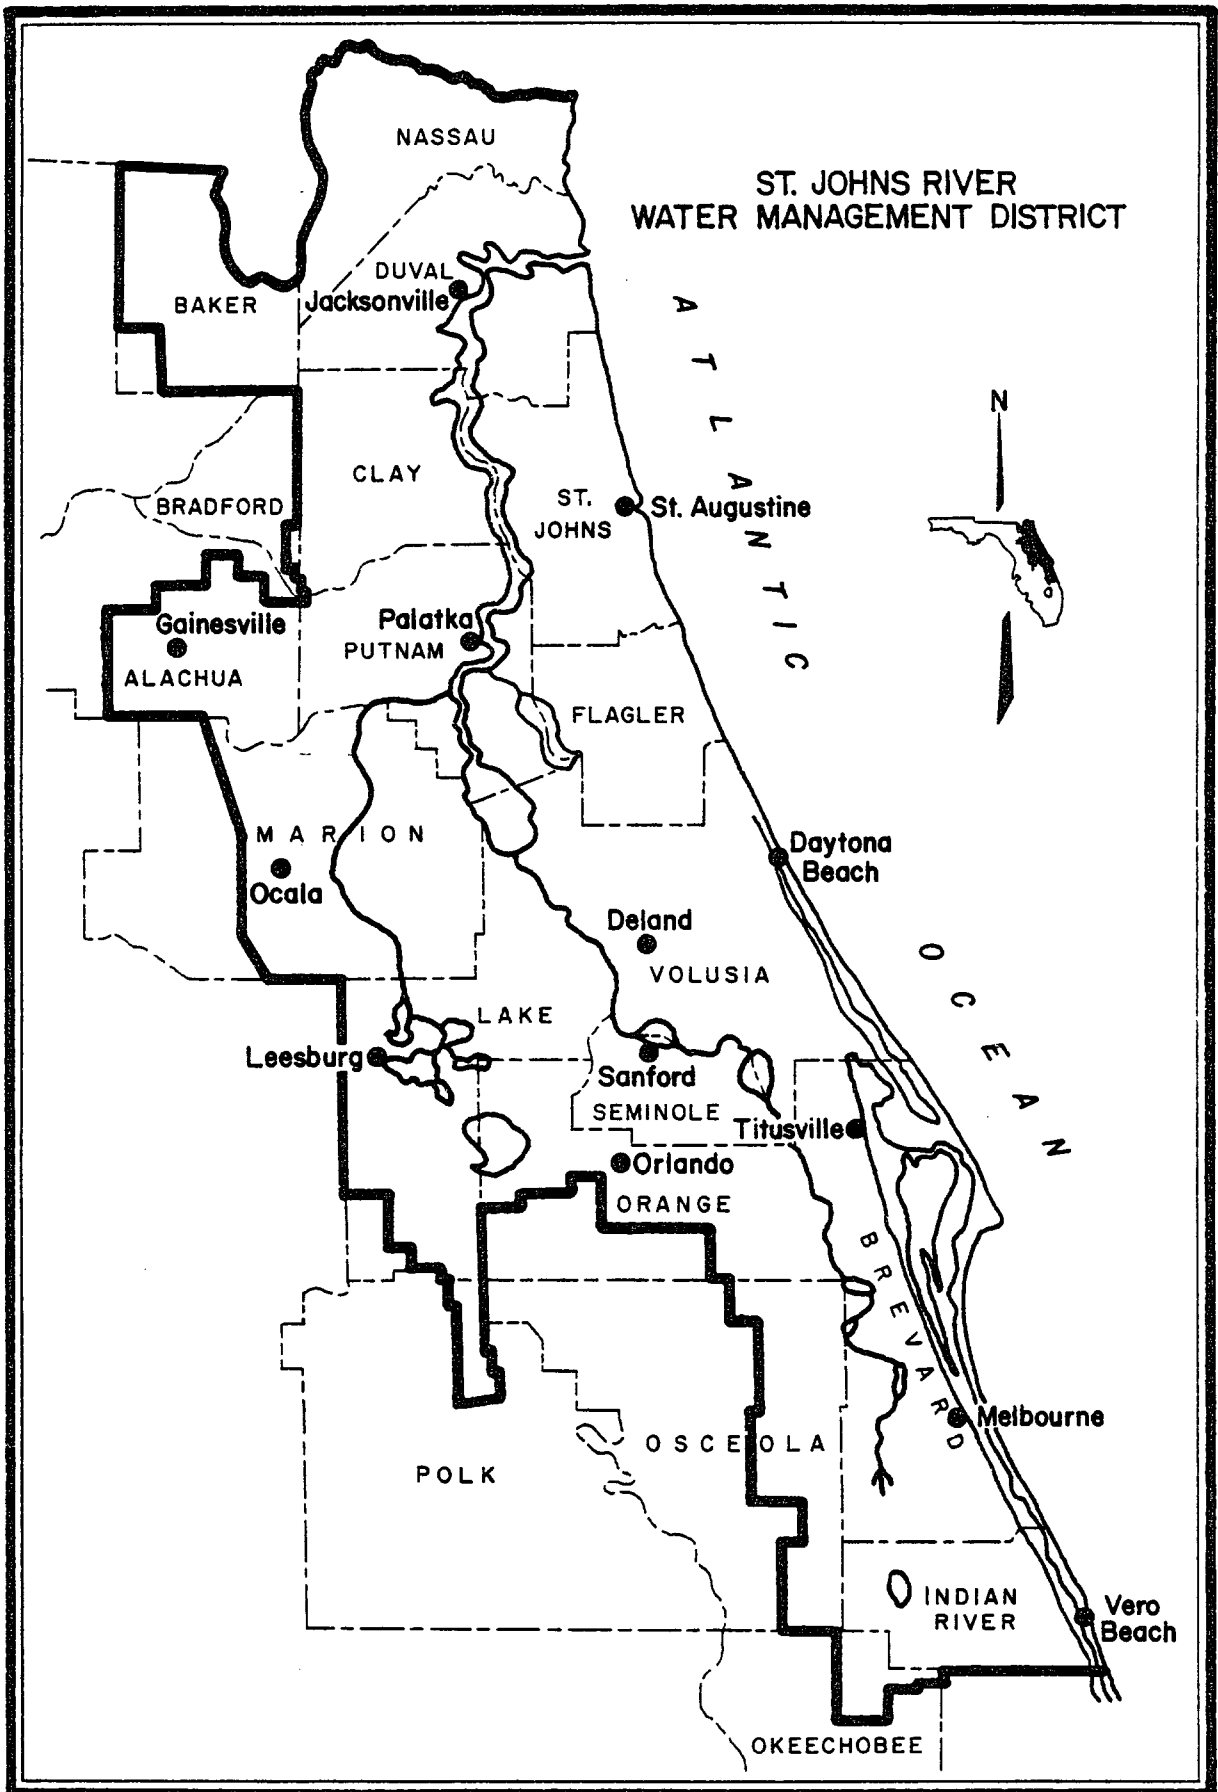 NASSAU
ST. JOHNS RIVER
WATER MANAGEMENT DISTRICT
DUVAL
Jacksonville
BAKER
ATLANTIC
N
CLAY
BRADFORD
ST.
JOHNS
St. Augustine
Gainesville
Palatka
PUTNAM
ALACHUA
FLAGLER
MARION
Ocala
Daytona
Beach
Deland
VOLUSIA
OCEAN
LAKE
Leesburg
Sanford
SEMINOLE
Titusville
Orlando
ORANGE
BREVARD
Melbourne
OSCEOLA
POLK
INDIAN
RIVER
Vero
Beach
OKEECHOBEE